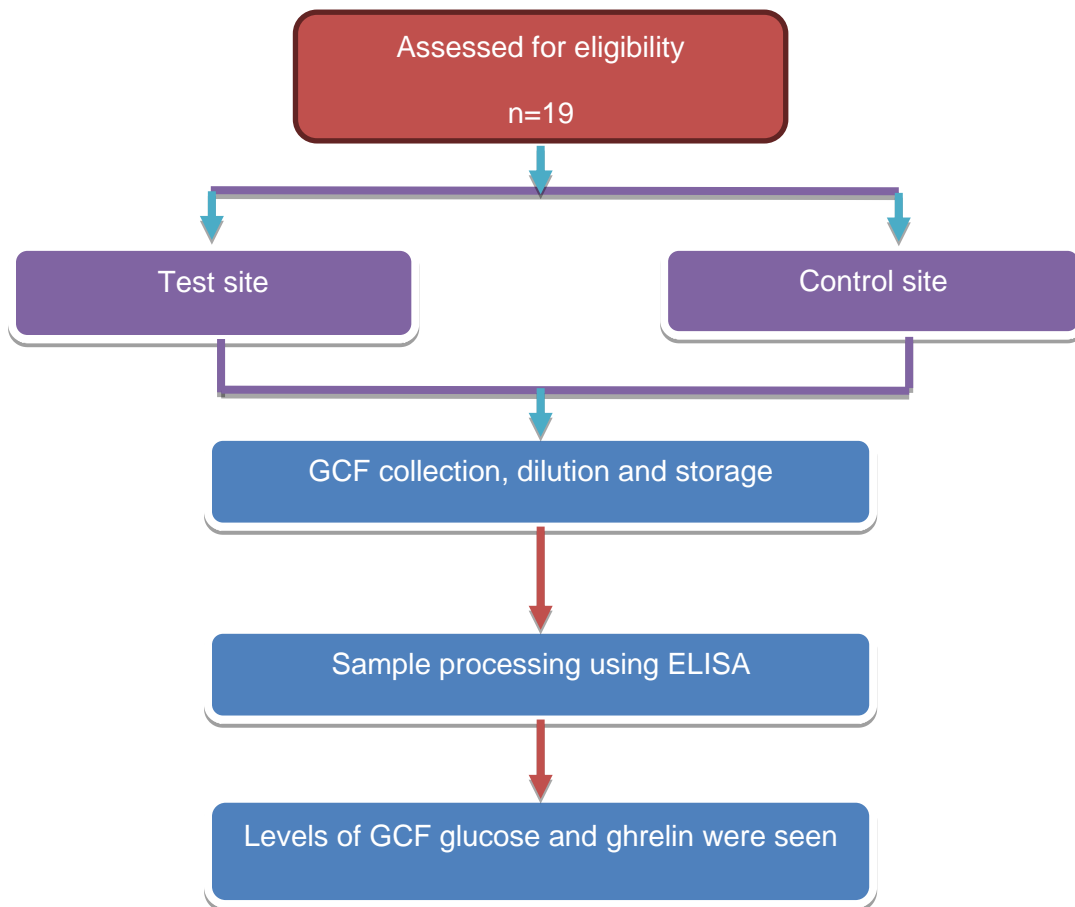 Assessed for eligibility
n=19
Test site
Control site
GCF collection, dilution and storage
Sample processing using ELISA
Levels of GCF glucose and ghrelin were seen